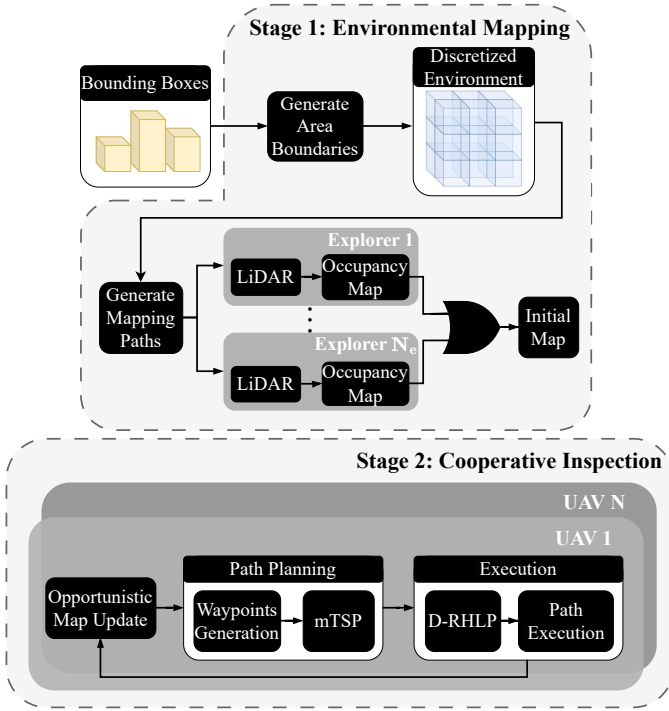 Stage 1: Environmental Mapping
Bounding Boxes
Generate
Area
Boundaries
Discretized
Environment
Generate
Mapping
Paths
Explorer 1
LiDAR
Occupancy
Map
Explorer Nₑ
LiDAR
Occupancy
Map
Initial
Map
Stage 2: Cooperative Inspection
UAV N
UAV 1
Opportunistic
Map Update
Path Planning
Waypoints
Generation
mTSP
Execution
D-RHLP
Path
Execution